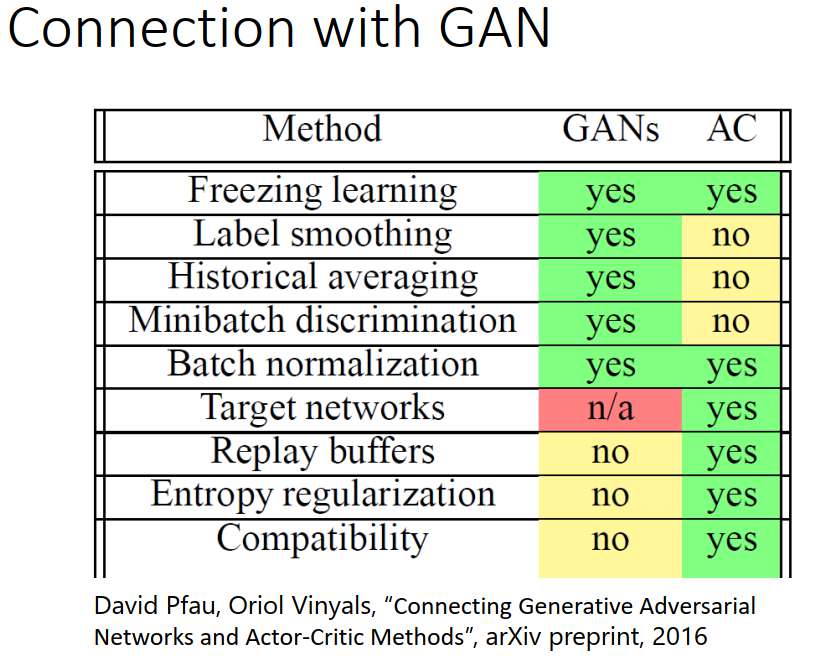 Connection with GAN
Method GANs AC
Freezing learning yes yes
Label smoothing yes no
Historical averaging yes no
Minibatch discrimination yes no
Batch normalization yes yes
Target networks n/a yes
Replay buffers no yes
Entropy regularization no yes
Compatibility no yes
David Pfau, Oriol Vinyals, “Connecting Generative Adversarial
Networks and Actor-Critic Methods”, arXiv preprint, 2016